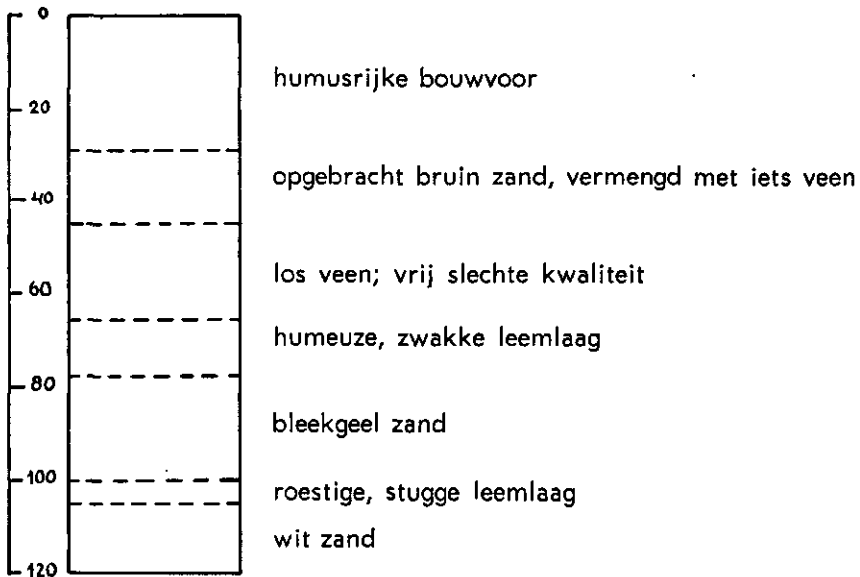 0
humusrijke bouwvoor
20
opgebracht bruin zand, vermengd met iets veen
40
los veen; vrij slechte kwaliteit
60
humeuze, zwakke leemlaag
80
bleekgeel zand
100
roestige, stugge leemlaag
wit zand
120